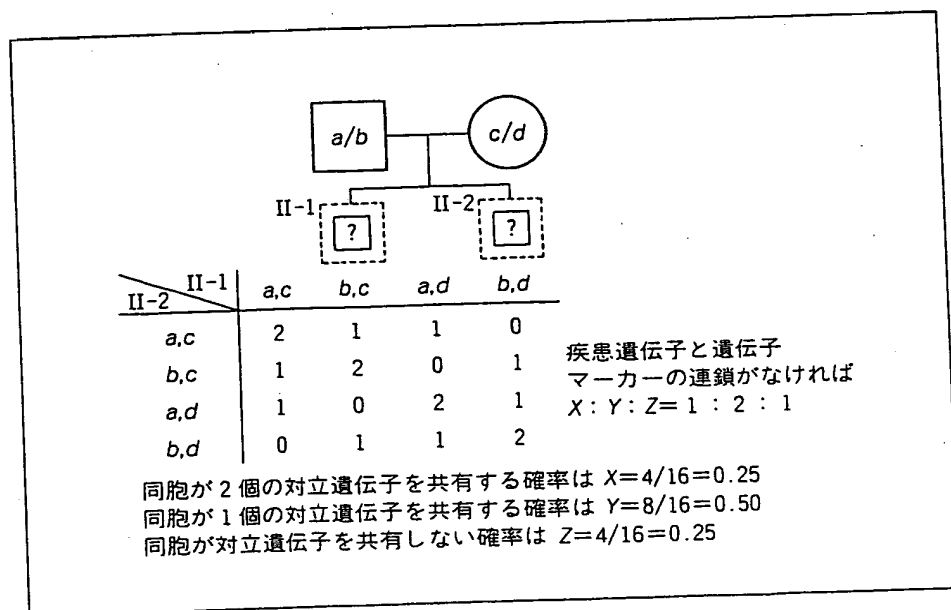 a/b c/d
II-1 II-2
? ?
II-1
II-2 a,c b,c a,d b,d
a,c 2 1 1 0
b,c 1 2 0 1
a,d 1 0 2 1
b,d 0 1 1 2
疾患遺伝子と遺伝子
マーカーの連鎖がなければ
X:Y:Z=1:2:1
同胞が2個の対立遺伝子を共有する確率は X=4/16=0.25
同胞が1個の対立遺伝子を共有する確率は Y=8/16=0.50
同胞が対立遺伝子を共有しない確率は Z=4/16=0.25